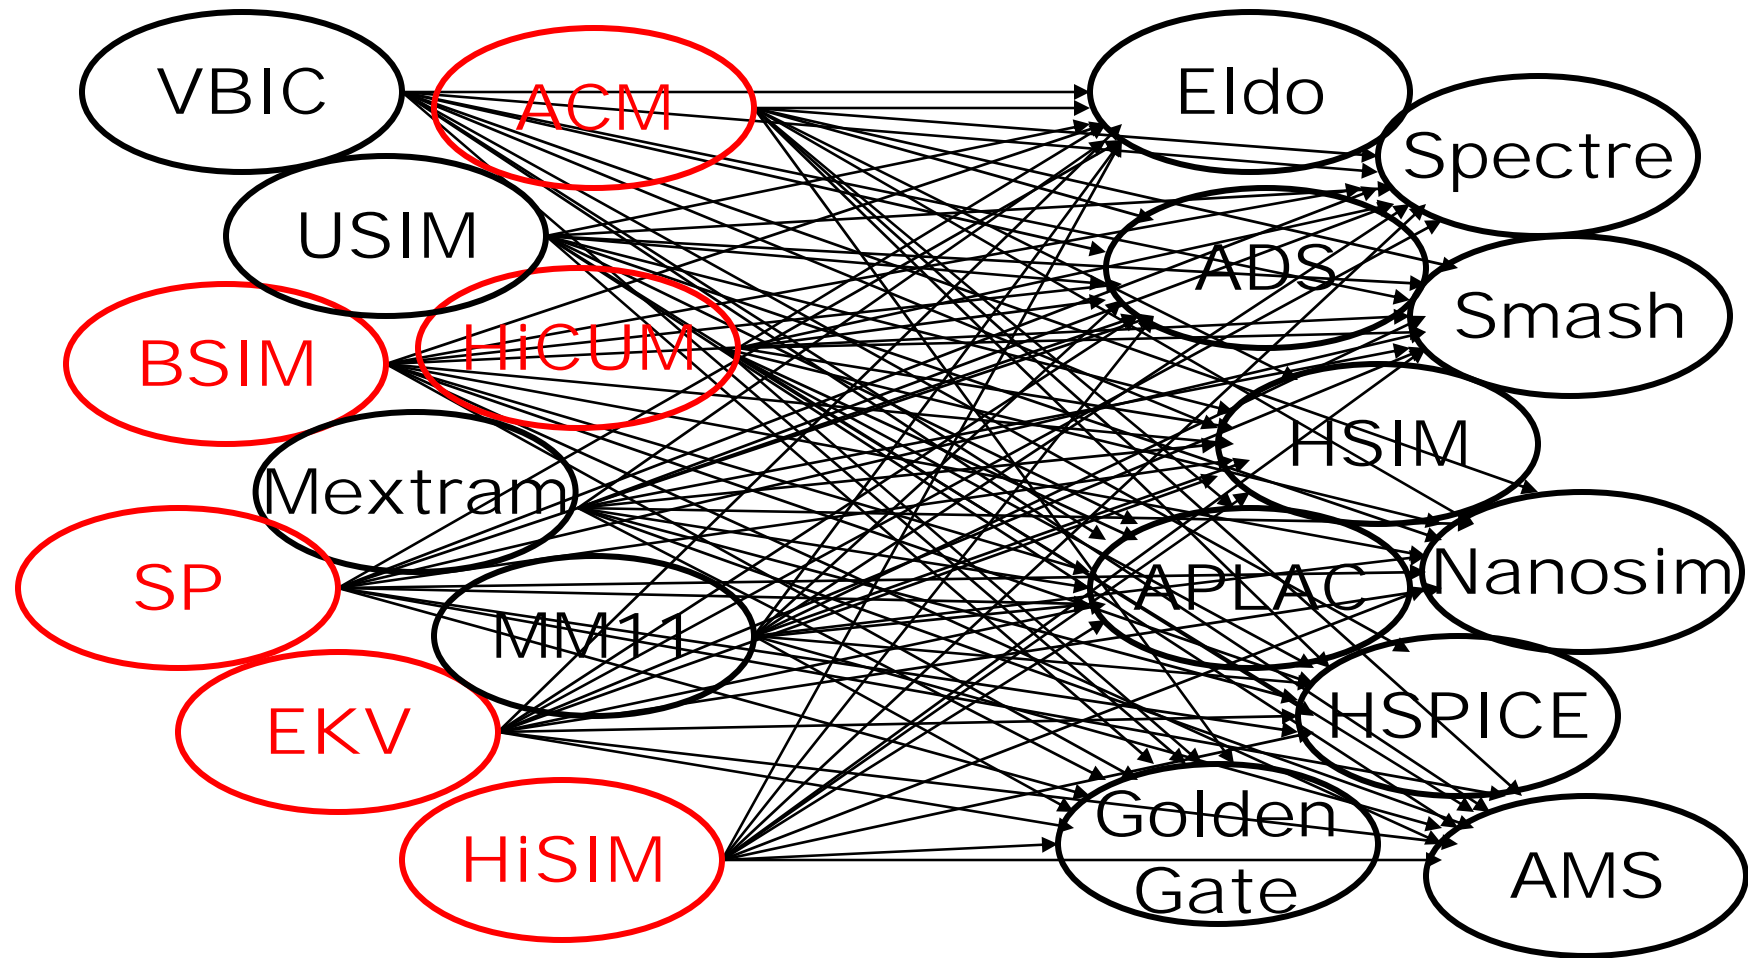 VBIC
ACM
USIM
BSIM
HiCUM
Mextram
SP
MM11
EKV
HiSIM
Eldo
Spectre
ADS
Smash
HSIM
APLAC
Nanosim
HSPICE
Golden
Gate
AMS